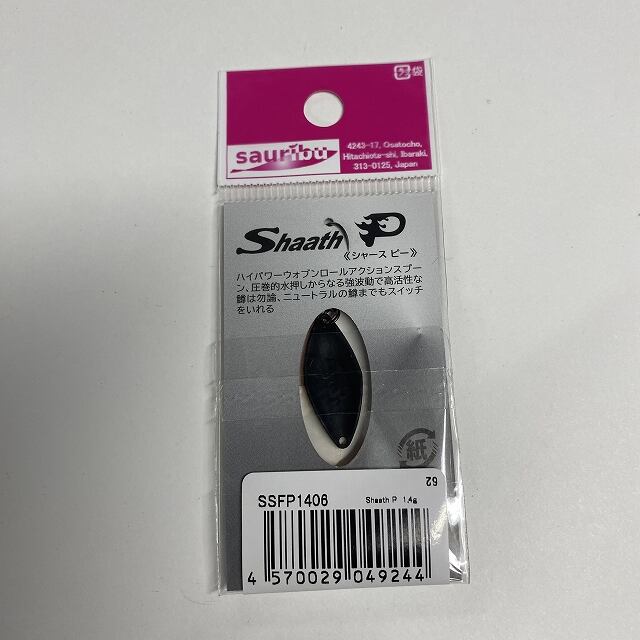 袋
sauribu
4243-17, Osatocho,
Hitachiota-shi, Ibaraki,
313-0125, Japan
Shaath P
《シャース ピー》
ハイパワーウォブンロールアクションスプー
ン、圧巻的水押しからなる強波動で高活性な
鱒は勿論、ニュートラルの鱒までもスイッチ
をいれる
紙
62
SSFP1406
Shaath P 1.4g
4 570029 049244